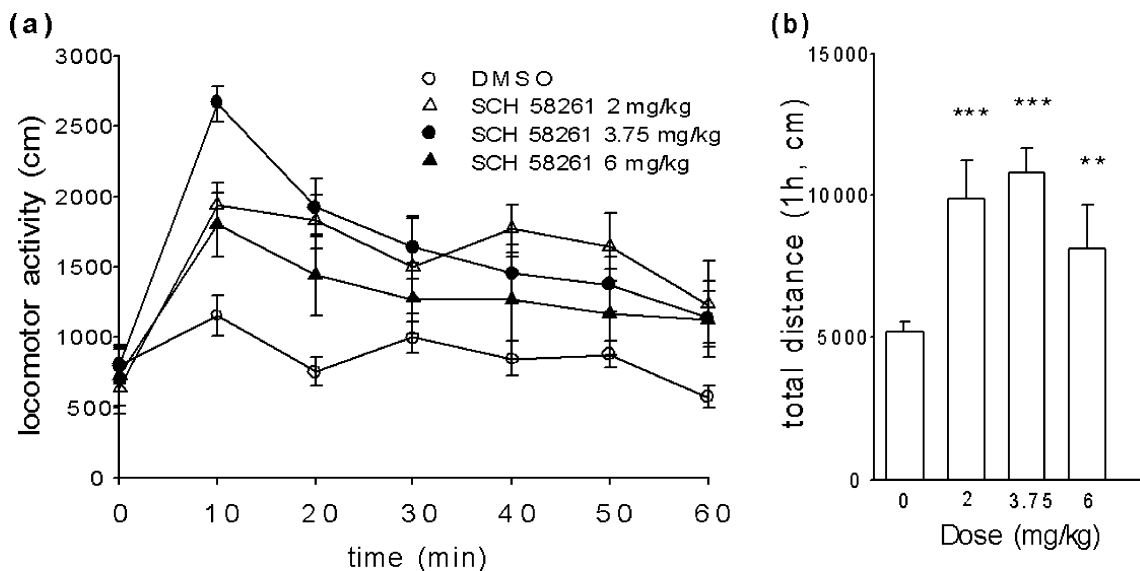 (a)
locomotor activity (cm)
3000
2500
2000
1500
1000
500
0
DMSO
SCH 58261 2 mg/kg
SCH 58261 3.75 mg/kg
SCH 58261 6 mg/kg
0 10 20 30 40 50 60
time (min)
(b)
total distance (1h, cm)
15000
10000
5000
0
***
***
**
0 2 3.75 6
Dose (mg/kg)